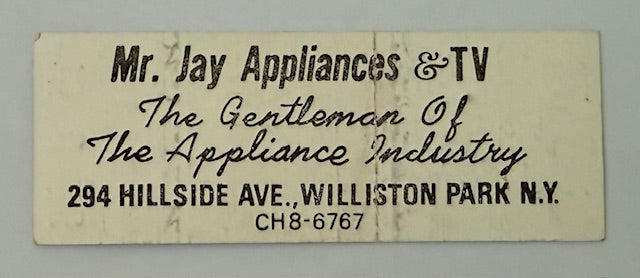 Mr. Jay Appliances & TV
The Gentleman Of
The Appliance Industry
294 HILLSIDE AVE., WILLISTON PARK N.Y.
CH8-6767